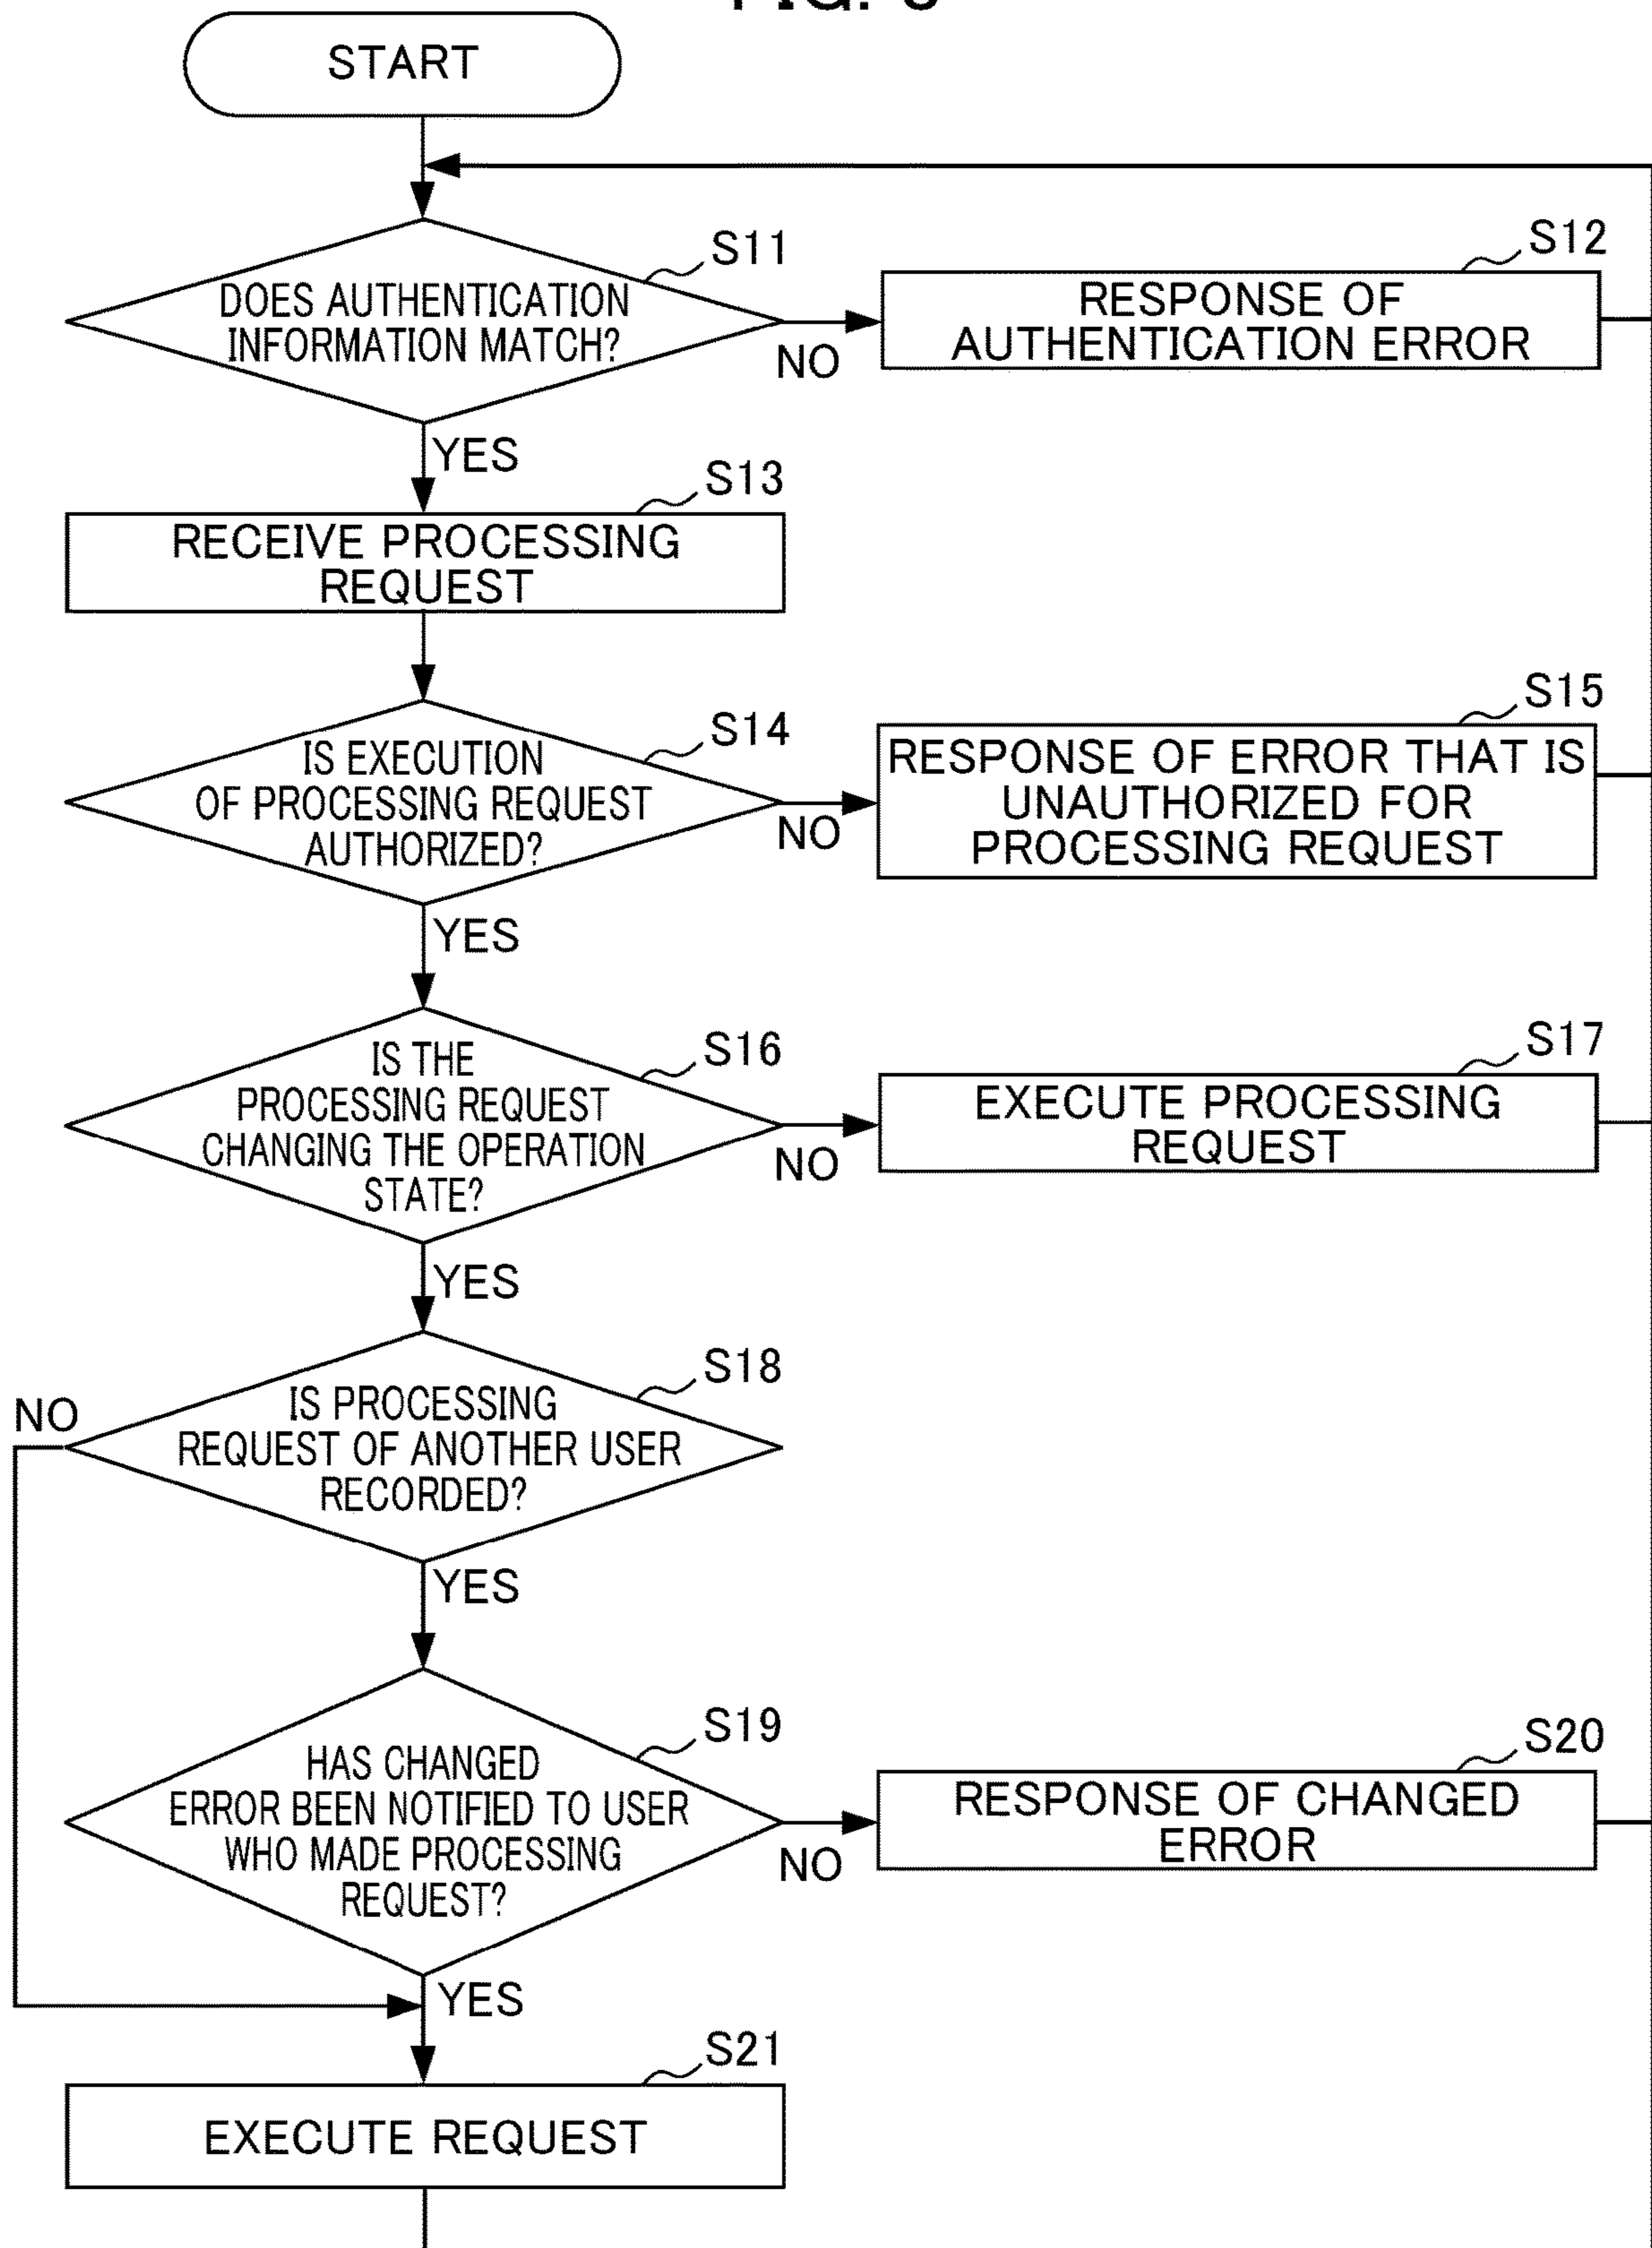 START
S11
DOES AUTHENTICATION
INFORMATION MATCH?
NO
S12
RESPONSE OF
AUTHENTICATION ERROR
YES
S13
RECEIVE PROCESSING
REQUEST
S14
IS EXECUTION
OF PROCESSING REQUEST
AUTHORIZED?
NO
S15
RESPONSE OF ERROR THAT IS
UNAUTHORIZED FOR
PROCESSING REQUEST
YES
S16
IS THE
PROCESSING REQUEST
CHANGING THE OPERATION
STATE?
NO
S17
EXECUTE PROCESSING
REQUEST
YES
S18
NO
IS PROCESSING
REQUEST OF ANOTHER USER
RECORDED?
YES
S19
HAS CHANGED
ERROR BEEN NOTIFIED TO USER
WHO MADE PROCESSING
REQUEST?
NO
S20
RESPONSE OF CHANGED
ERROR
YES
S21
EXECUTE REQUEST